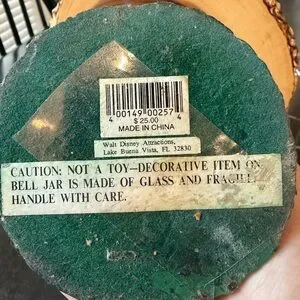 4 00149 00257 4
$ 25.00
MADE IN CHINA
Walt Disney Attractions,
Lake Buena Vista, FL 32830
CAUTION: NOT A TOY—DECORATIVE ITEM ON
BELL JAR IS MADE OF GLASS AND FRAGILE.
HANDLE WITH CARE.